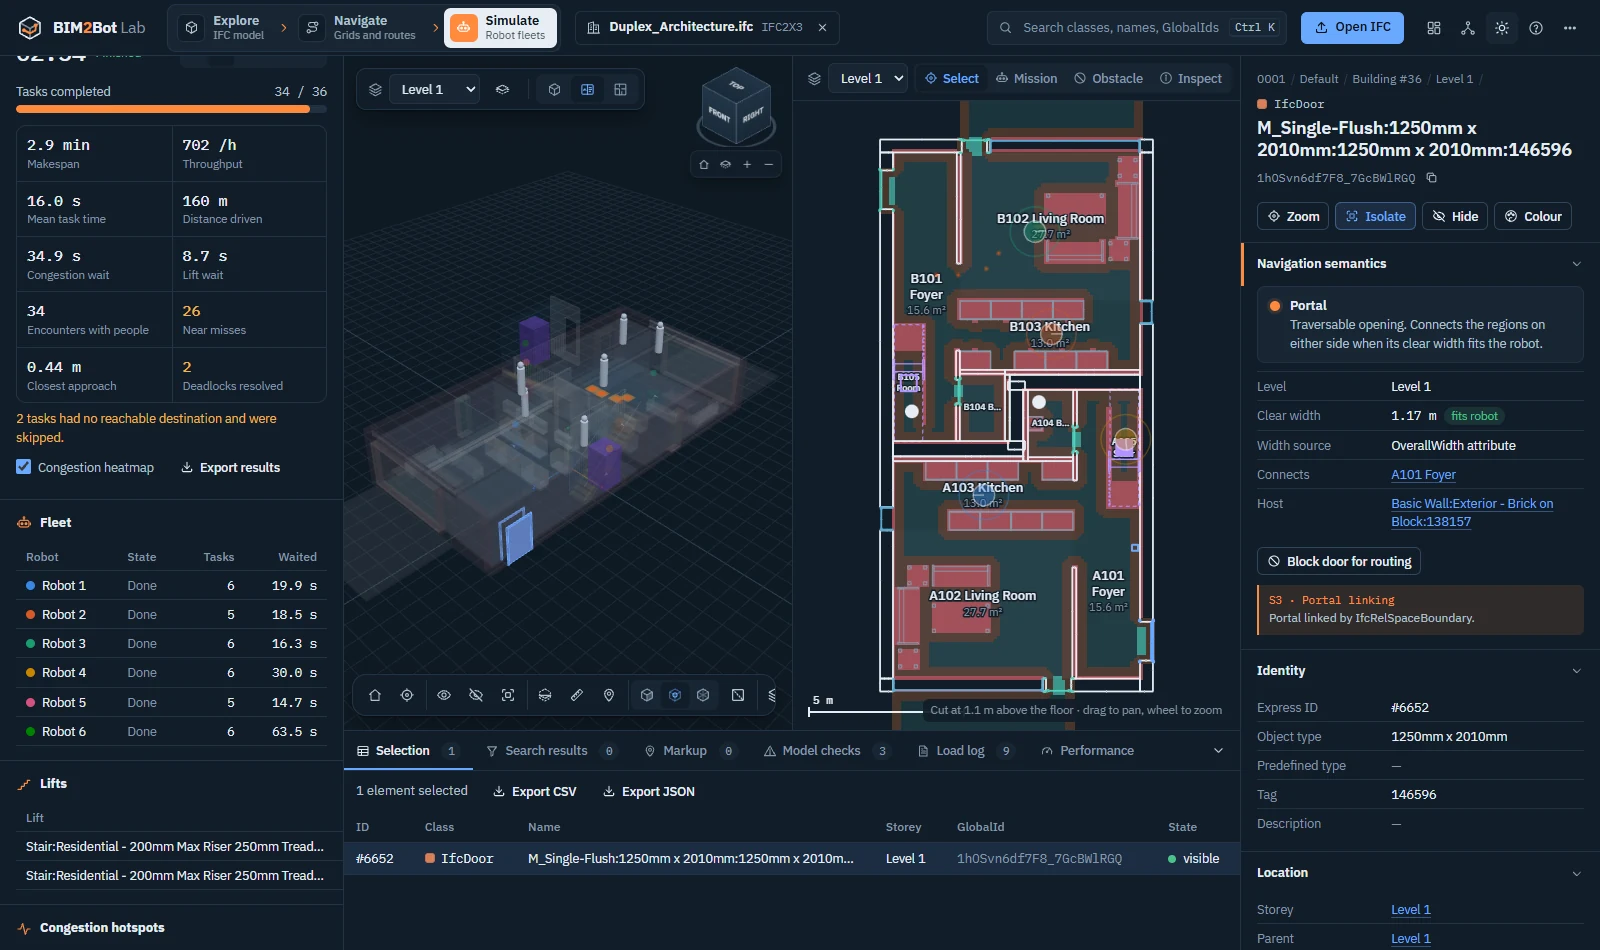 BIM2Bot Lab
Explore
IFC model
Navigate
Grids and routes
Simulate
Robot fleets
Duplex_Architecture.ifc IFC2X3
Search classes, names, GlobalIds Ctrl K
Open IFC
Tasks completed 34 / 36
2.9 min
Makespan
702 /h
Throughput
16.0 s
Mean task time
160 m
Distance driven
34.9 s
Congestion wait
8.7 s
Lift wait
34
Encounters with people
26
Near misses
0.44 m
Closest approach
2
Deadlocks resolved
2 tasks had no reachable destination and were
skipped.
Congestion heatmap Export results
Fleet
Robot State Tasks Waited
Robot 1 Done 6 19.9 s
Robot 2 Done 5 18.5 s
Robot 3 Done 6 16.3 s
Robot 4 Done 6 30.0 s
Robot 5 Done 5 14.7 s
Robot 6 Done 6 63.5 s
Lifts
Lift
Stair:Residential - 200mm Max Riser 250mm Tread...
Stair:Residential - 200mm Max Riser 250mm Tread...
Congestion hotspots
Level 1
TOP
FRONT
RIGHT
Level 1
Select Mission Obstacle Inspect
B102 Living Room
27.7 m²
B101
Foyer
15.6 m²
B103 Kitchen
13.0 m²
B105
Room
B104 B...
A104 B...
A103 Kitchen
13.0 m²
A102 Living Room
27.7 m²
A101
Foyer
15.6 m²
5 m
Cut at 1.1 m above the floor · drag to pan, wheel to zoom
Selection 1 Search results 0 Markup 0 Model checks 3 Load log 9 Performance
1 element selected Export CSV Export JSON
ID Class Name Storey GlobalId State
#6652 IfcDoor M_Single-Flush:1250mm x 2010mm:1250mm x 2010m... Level 1 1hOSvn6df7F8_7GcBWlRGQ visible
0001 / Default / Building #36 / Level 1 /
IfcDoor
M_Single-Flush:1250mm x
2010mm:1250mm x 2010mm:146596
1hOSvn6df7F8_7GcBWlRGQ
Zoom Isolate Hide Colour
Navigation semantics
Portal
Traversable opening. Connects the regions on
either side when its clear width fits the robot.
Level Level 1
Clear width 1.17 m fits robot
Width source OverallWidth attribute
Connects A101 Foyer
Host Basic Wall:Exterior - Brick on
Block:138157
Block door for routing
S3 · Portal linking
Portal linked by IfcRelSpaceBoundary.
Identity
Express ID #6652
Object type 1250mm x 2010mm
Predefined type —
Tag 146596
Description —
Location
Storey Level 1
Parent Level 1